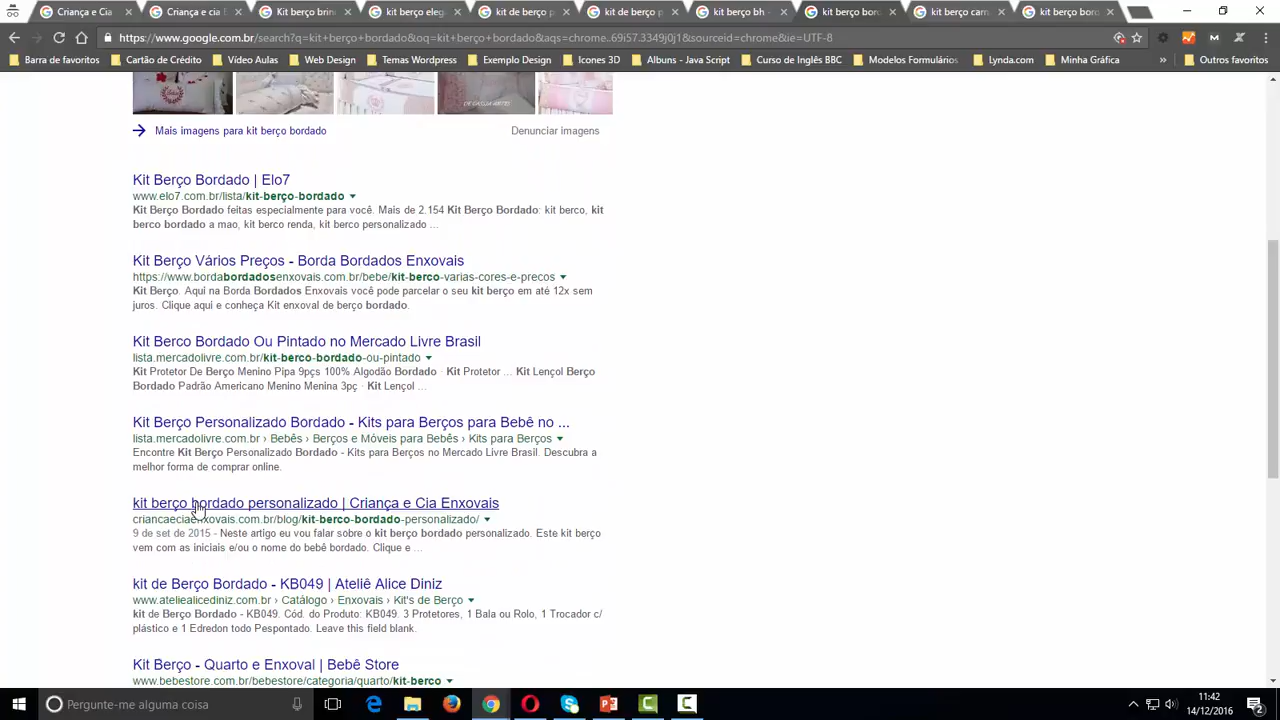 Criança e Cia
Criança e cia E
Kit berço brin
kit berço eleg
kit de berço p
kit de berço p
kit berço bh -
kit berço bord
kit berço cam
kit berço bord
https://www.google.com.br/search?q=kit+berço+bordado&oq=kit+berço+bordado&aqs=chrome..69i57.3349j0j1&sourceid=chrome&ie=UTF-8
Barra de favoritos
Cartão de Crédito
Vídeo Aulas
Web Design
Temas Wordpress
Exemplo Design
Icones 3D
Albuns - Java Script
Curso de Inglês BBC
Modelos Formulários
Lynda.com
Minha Gráfica
Outros favoritos
Mais imagens para kit berço bordado
Denunciar imagens
Kit Berço Bordado | Elo7
www.elo7.com.br/lista/kit-berço-bordado
Kit Berço Bordado feitas especialmente para você. Mais de 2.154 Kit Berço Bordado: kit berco, kit
berco bordado a mao, kit berco renda, kit berco personalizado ...
Kit Berço Vários Preços - Borda Bordados Enxovais
https://www.bordabordadosenxovais.com.br/bebe/kit-berco-varias-cores-e-precos
Kit Berço. Aqui na Borda Bordados Enxovais você pode parcelar o seu kit berço em até 12x sem
juros. Clique aqui e conheça Kit enxoval de berço bordado.
Kit Berco Bordado Ou Pintado no Mercado Livre Brasil
lista.mercadolivre.com.br/kit-berco-bordado-ou-pintado
Kit Protetor De Berço Menino Pipa 9pçs 100% Algodão Bordado · Kit Protetor ... Kit Lençol Berço
Bordado Padrão Americano Menino Menina 3pç · Kit Lençol ...
Kit Berço Personalizado Bordado - Kits para Berços para Bebê no ...
lista.mercadolivre.com.br › Bebês › Berços e Móveis para Bebês › Kits para Berços
Encontre Kit Berço Personalizado Bordado - Kits para Berços no Mercado Livre Brasil. Descubra a
melhor forma de comprar online.
kit berço bordado personalizado | Criança e Cia Enxovais
criancaeciaenxovais.com.br/blog/kit-berco-bordado-personalizado/
9 de set de 2015 - Neste artigo eu vou falar sobre o kit berço bordado personalizado. Este kit berço
vem com as iniciais e/ou o nome do bebê bordado. Clique e ...
kit de Berço Bordado - KB049 | Ateliê Alice Diniz
www.ateliealicediniz.com.br › Catálogo › Enxovais › Kit's de Berço
kit de Berço Bordado - KB049. Cód. do Produto: KB049. 3 Protetores, 1 Bala ou Rolo, 1 Trocador c/
plástico e 1 Edredon todo Pespontado. Leave this field blank.
Kit Berço - Quarto e Enxoval | Bebê Store
www.bebestore.com.br/bebestore/categoria/quarto/kit-berco
Pergunte-me alguma coisa
11:42
14/12/2016
2